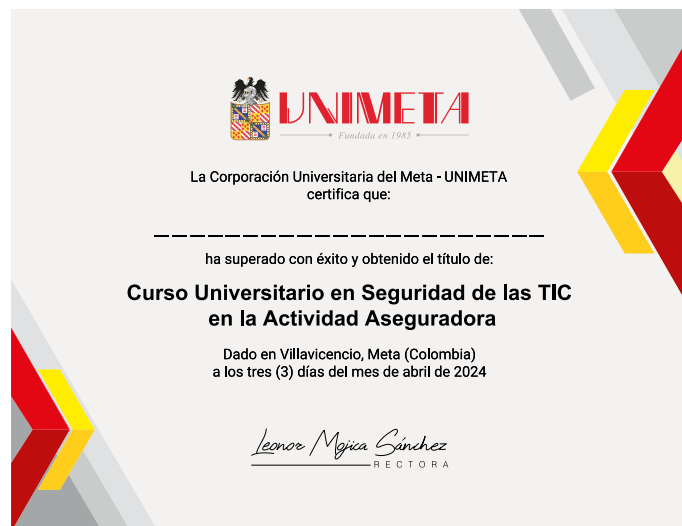 UNIMETA
Fundada en 1985
La Corporación Universitaria del Meta - UNIMETA
certifica que:
ha superado con éxito y obtenido el título de:
Curso Universitario en Seguridad de las TIC
en la Actividad Aseguradora
Dado en Villavicencio, Meta (Colombia)
a los tres (3) días del mes de abril de 2024
Leonor Mojica Sánchez
RECTORA